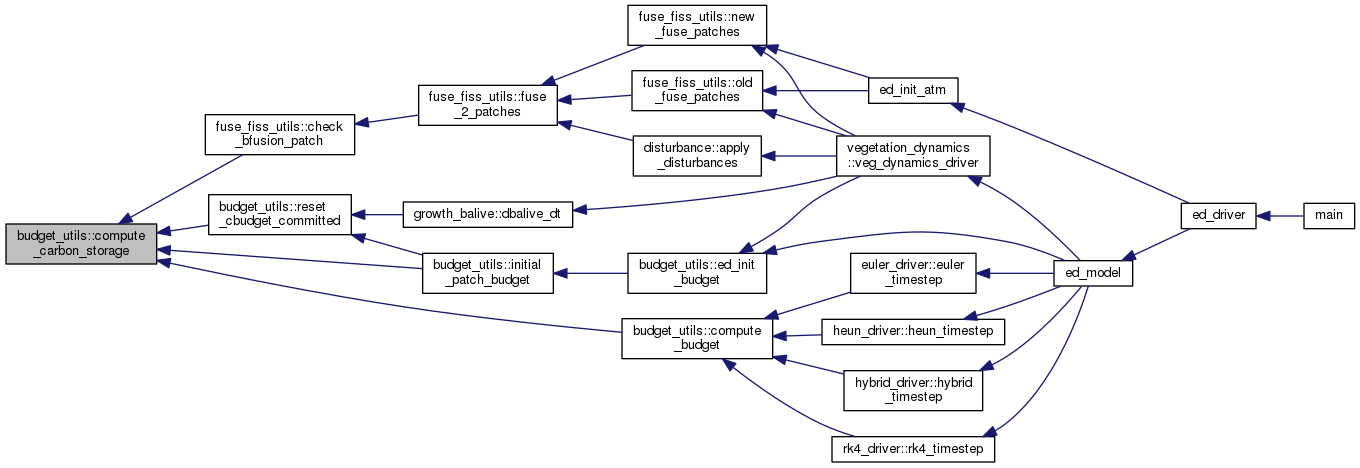 fuse_fiss_utils::new
_fuse_patches
fuse_fiss_utils::old
_fuse_patches
ed_init_atm
fuse_fiss_utils::fuse
_2_patches
fuse_fiss_utils::check
_bfusion_patch
disturbance::apply
_disturbances
vegetation_dynamics
::veg_dynamics_driver
budget_utils::reset
_cbudget_committed
growth_balive::dbalive_dt
ed_driver
main
budget_utils::compute
_carbon_storage
budget_utils::initial
_patch_budget
budget_utils::ed_init
_budget
euler_driver::euler
_timestep
ed_model
budget_utils::compute
_budget
heun_driver::heun_timestep
hybrid_driver::hybrid
_timestep
rk4_driver::rk4_timestep